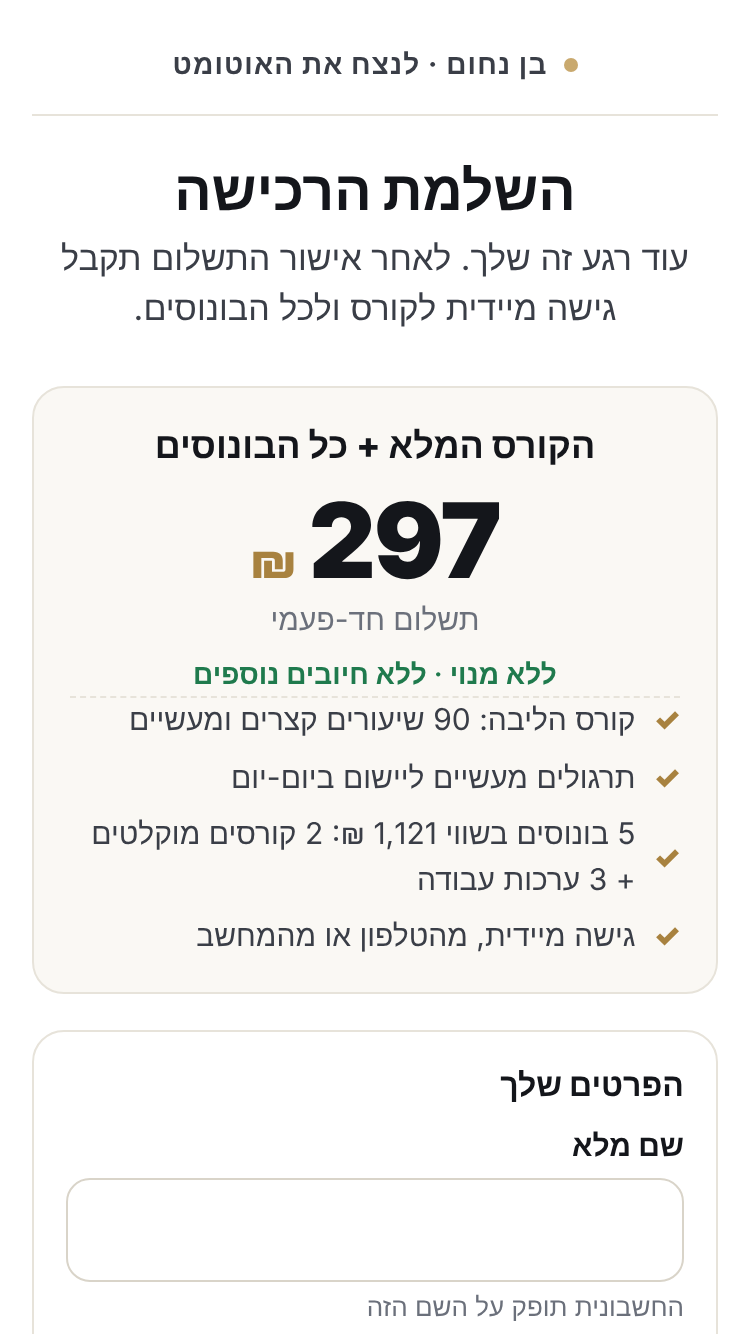 בן נחום · לנצח את האוטומט
השלמת הרכישה
עוד רגע זה שלך. לאחר אישור התשלום תקבל
גישה מיידית לקורס ולכל הבונוסים.
הקורס המלא + כל הבונוסים
297 ₪
תשלום חד-פעמי
ללא מנוי · ללא חיובים נוספים
קורס הליבה: 90 שיעורים קצרים ומעשיים
תרגולים מעשיים ליישום ביום-יום
5 בונוסים בשווי 1,121 ₪: 2 קורסים מוקלטים
+ 3 ערכות עבודה
גישה מיידית, מהטלפון או מהמחשב
הפרטים שלך
שם מלא
החשבונית תופק על השם הזה